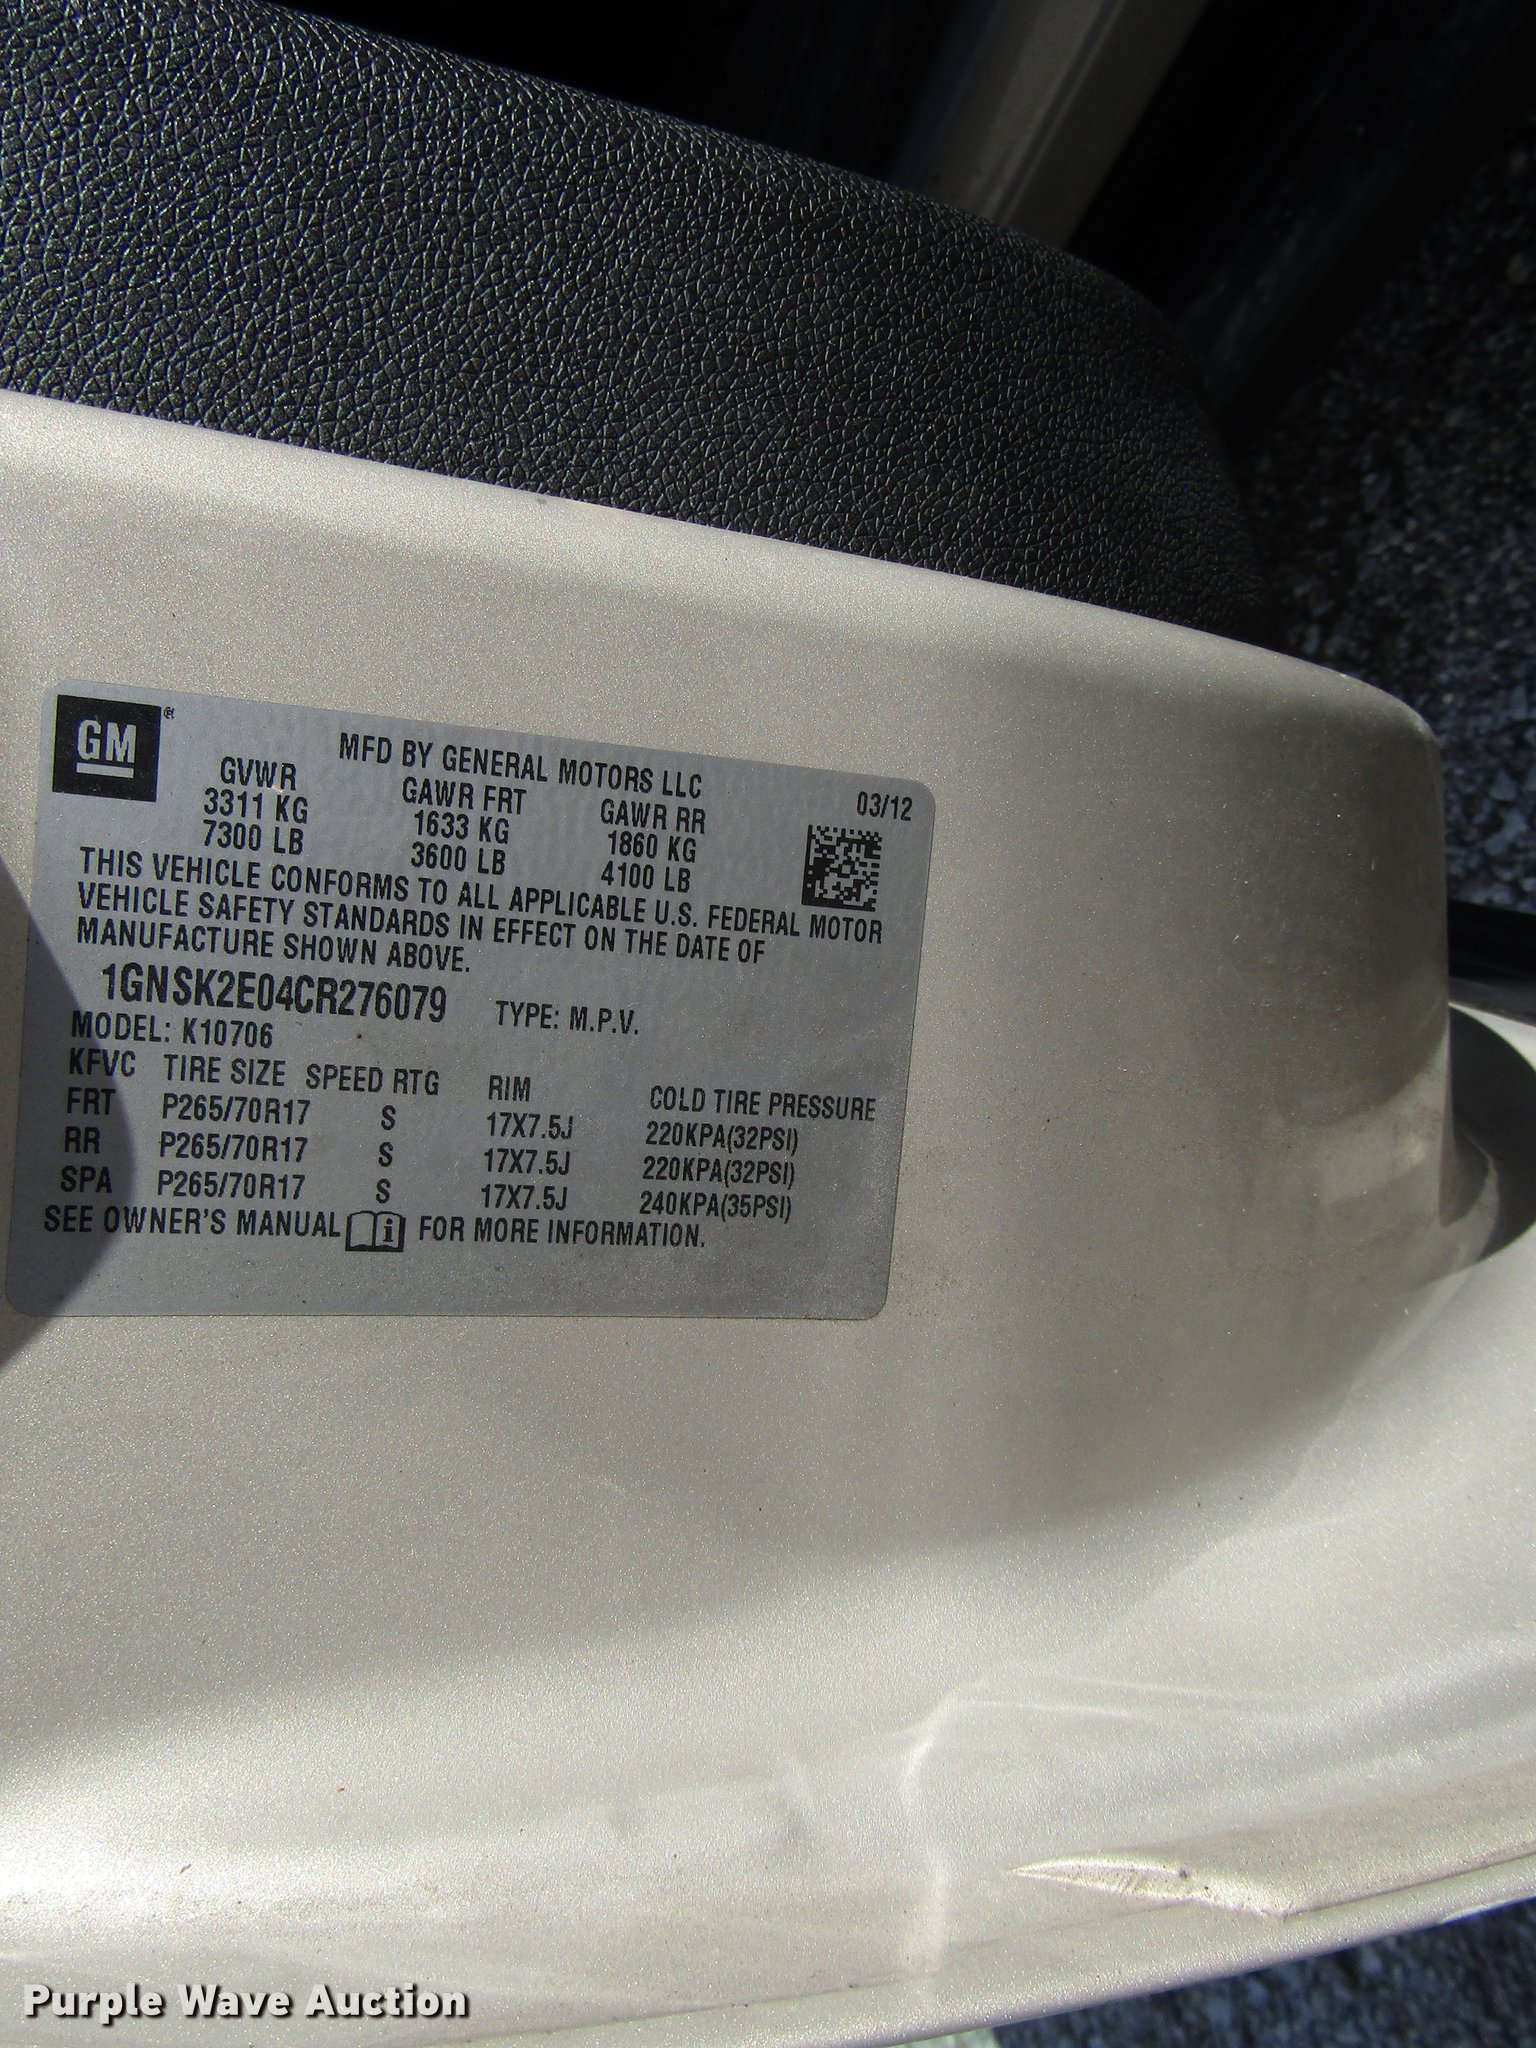 GM®
MFD BY GENERAL MOTORS LLC
GVWR GAWR FRT GAWR RR 03/12
3311 KG 1633 KG 1860 KG
7300 LB 3600 LB 4100 LB
THIS VEHICLE CONFORMS TO ALL APPLICABLE U.S. FEDERAL MOTOR
VEHICLE SAFETY STANDARDS IN EFFECT ON THE DATE OF
MANUFACTURE SHOWN ABOVE.
1GNSK2E04CR276079 TYPE: M.P.V.
MODEL: K10706
KFVC TIRE SIZE SPEED RTG RIM COLD TIRE PRESSURE
FRT P265/70R17 S 17X7.5J 220KPA(32PSI)
RR P265/70R17 S 17X7.5J 220KPA(32PSI)
SPA P265/70R17 S 17X7.5J 240KPA(35PSI)
SEE OWNER'S MANUAL i FOR MORE INFORMATION.
Purple Wave Auction